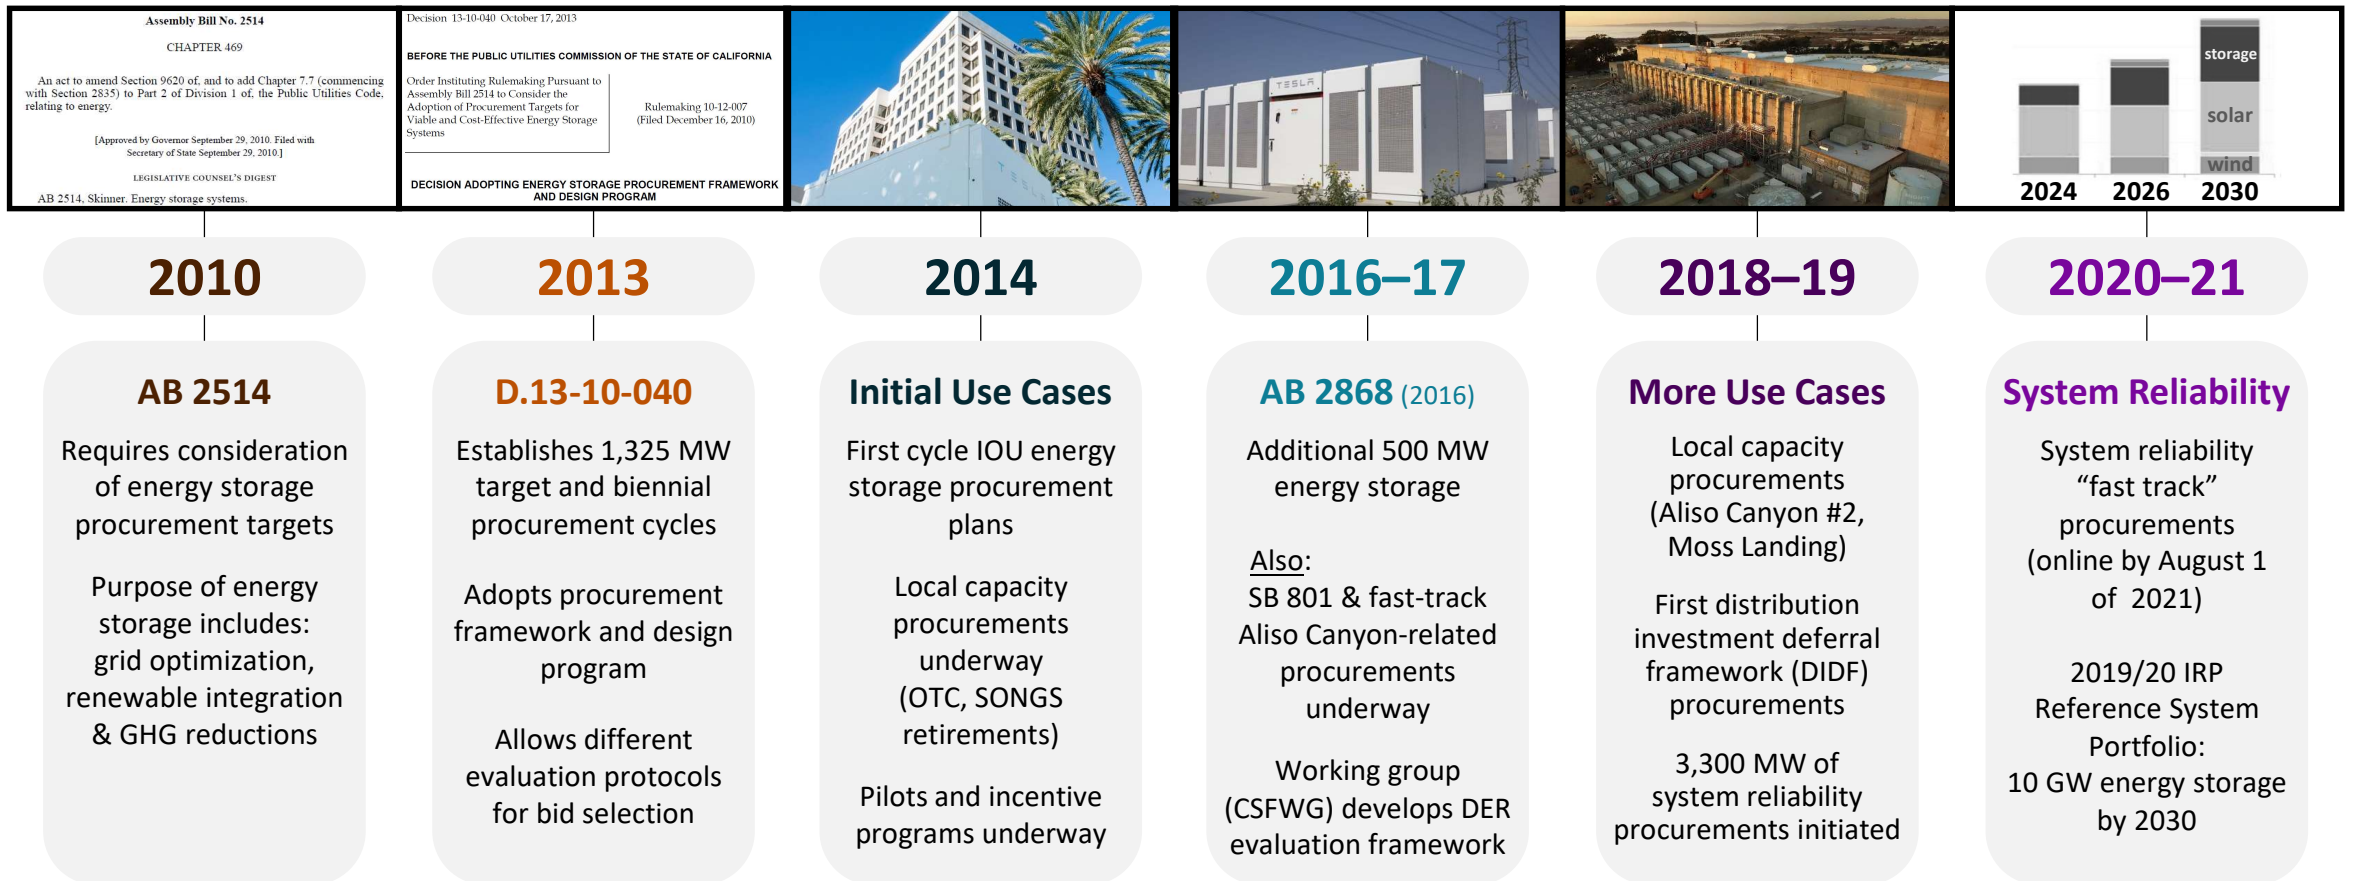 Assembly Bill No. 2514
CHAPTER 469
An act to amend Section 9620 of, and to add Chapter 7.7 (commencing
with Section 2835) to Part 2 of Division 1 of, the Public Utilities Code,
relating to energy.
[Approved by Governor September 29, 2010. Filed with
Secretary of State September 29, 2010.]
LEGISLATIVE COUNSEL'S DIGEST
AB 2514, Skinner. Energy storage systems.
Decision 13-10-040 October 17, 2013
BEFORE THE PUBLIC UTILITIES COMMISSION OF THE STATE OF CALIFORNIA
Order Instituting Rulemaking Pursuant to
Assembly Bill 2514 to Consider the
Adoption of Procurement Targets for
Viable and Cost-Effective Energy Storage
Systems
Rulemaking 10-12-007
(Filed December 16, 2010)
DECISION ADOPTING ENERGY STORAGE PROCUREMENT FRAMEWORK
AND DESIGN PROGRAM
TESLA
storage
solar
wind
2024
2026
2030
2010
AB 2514
Requires consideration
of energy storage
procurement targets
Purpose of energy
storage includes:
grid optimization,
renewable integration
& GHG reductions
2013
D.13-10-040
Establishes 1,325 MW
target and biennial
procurement cycles
Adopts procurement
framework and design
program
Allows different
evaluation protocols
for bid selection
2014
Initial Use Cases
First cycle IOU energy
storage procurement
plans
Local capacity
procurements
underway
(OTC, SONGS
retirements)
Pilots and incentive
programs underway
2016–17
AB 2868 (2016)
Additional 500 MW
energy storage
Also:
SB 801 & fast-track
Aliso Canyon-related
procurements
underway
Working group
(CSFWG) develops DER
evaluation framework
2018–19
More Use Cases
Local capacity
procurements
(Aliso Canyon #2,
Moss Landing)
First distribution
investment deferral
framework (DIDF)
procurements
3,300 MW of
system reliability
procurements initiated
2020–21
System Reliability
System reliability
“fast track”
procurements
(online by August 1
of 2021)
2019/20 IRP
Reference System
Portfolio:
10 GW energy storage
by 2030